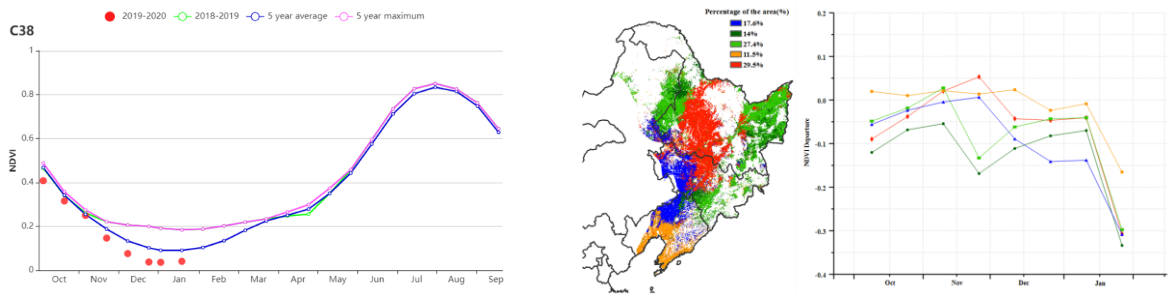 2019-2020 2018-2019 5 year average 5 year maximum
C38
NDVI
1
0.8
0.6
0.4
0.2
0
Oct Nov Dec Jan Feb Mar Apr May Jun Jul Aug Sep
Percentage of the area(%)
17.6%
14%
27.4%
11.5%
29.5%
NDVI Departure
0.2
0.1
0.0
-0.1
-0.2
-0.3
-0.4
Oct Nov Dec Jan